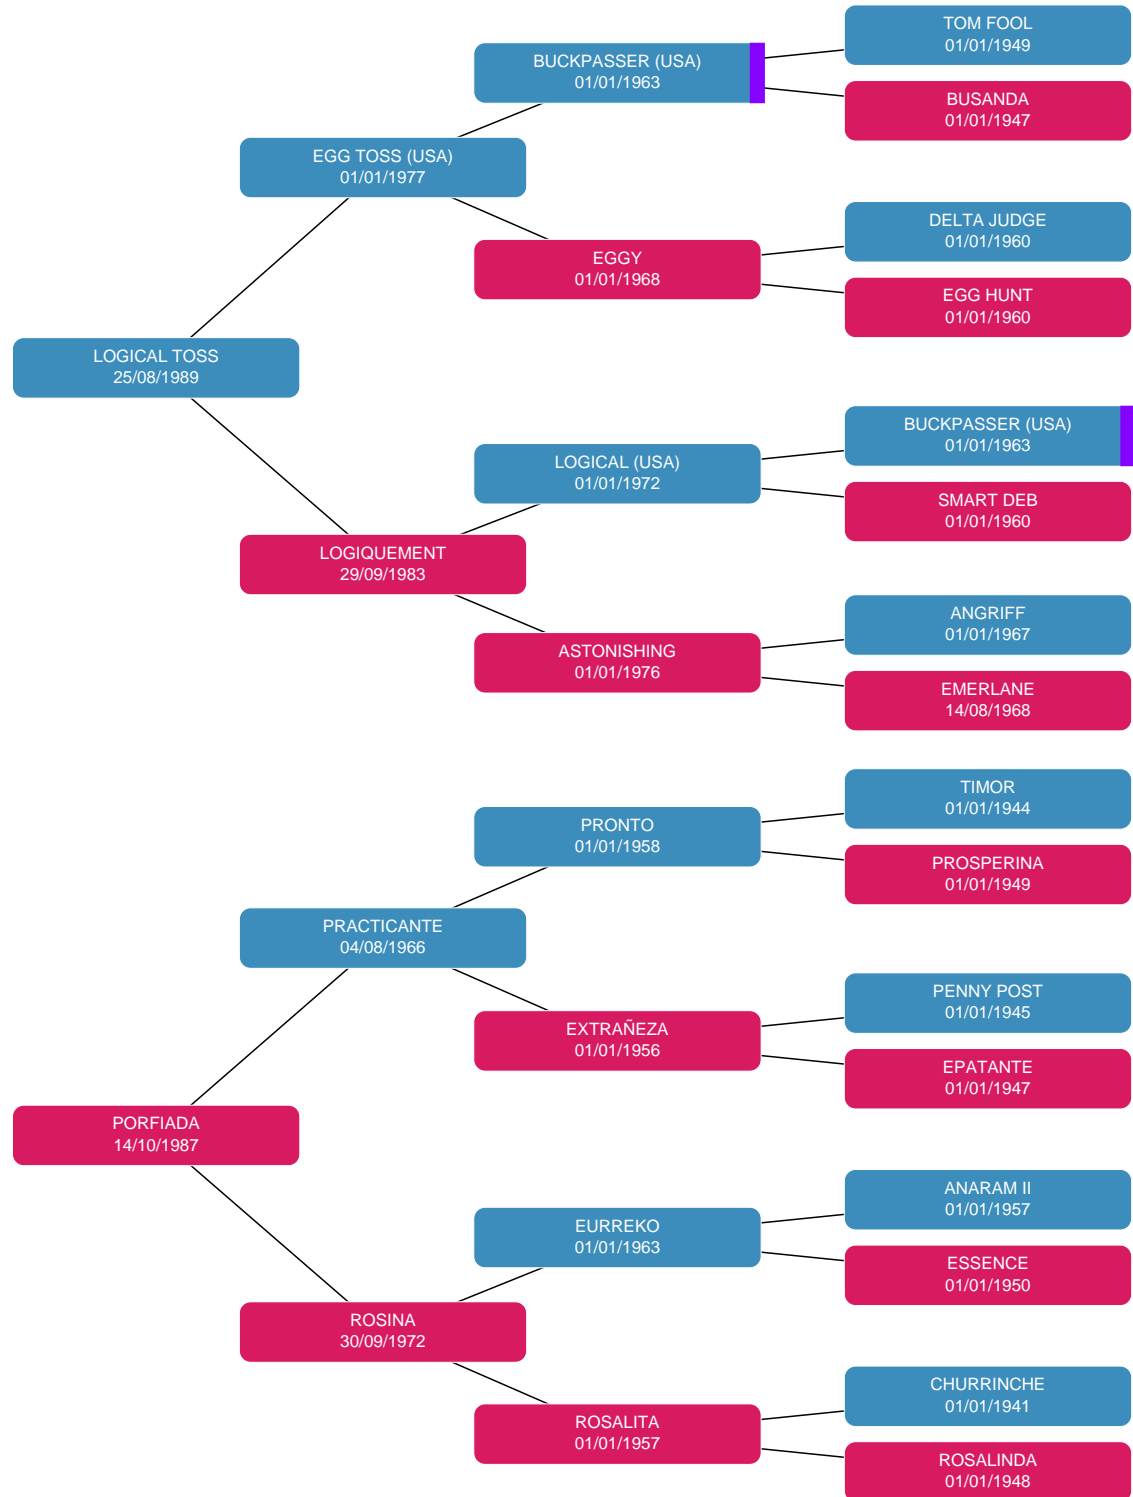 TOM FOOL
01/01/1949
BUCKPASSER (USA)
01/01/1963
BUSANDA
01/01/1947
EGG TOSS (USA)
01/01/1977
DELTA JUDGE
01/01/1960
EGGY
01/01/1968
EGG HUNT
01/01/1960
LOGICAL TOSS
25/08/1989
BUCKPASSER (USA)
01/01/1963
LOGICAL (USA)
01/01/1972
SMART DEB
01/01/1960
LOGIQUEMENT
29/09/1983
ANGRIFF
01/01/1967
ASTONISHING
01/01/1976
EMERLANE
14/08/1968
TIMOR
01/01/1944
PRONTO
01/01/1958
PROSPERINA
01/01/1949
PRACTICANTE
04/08/1966
PENNY POST
01/01/1945
EXTRAÑEZA
01/01/1956
EPATANTE
01/01/1947
PORFIADA
14/10/1987
ANARAM II
01/01/1957
EURREKO
01/01/1963
ESSENCE
01/01/1950
ROSINA
30/09/1972
CHURRINCHE
01/01/1941
ROSALITA
01/01/1957
ROSALINDA
01/01/1948